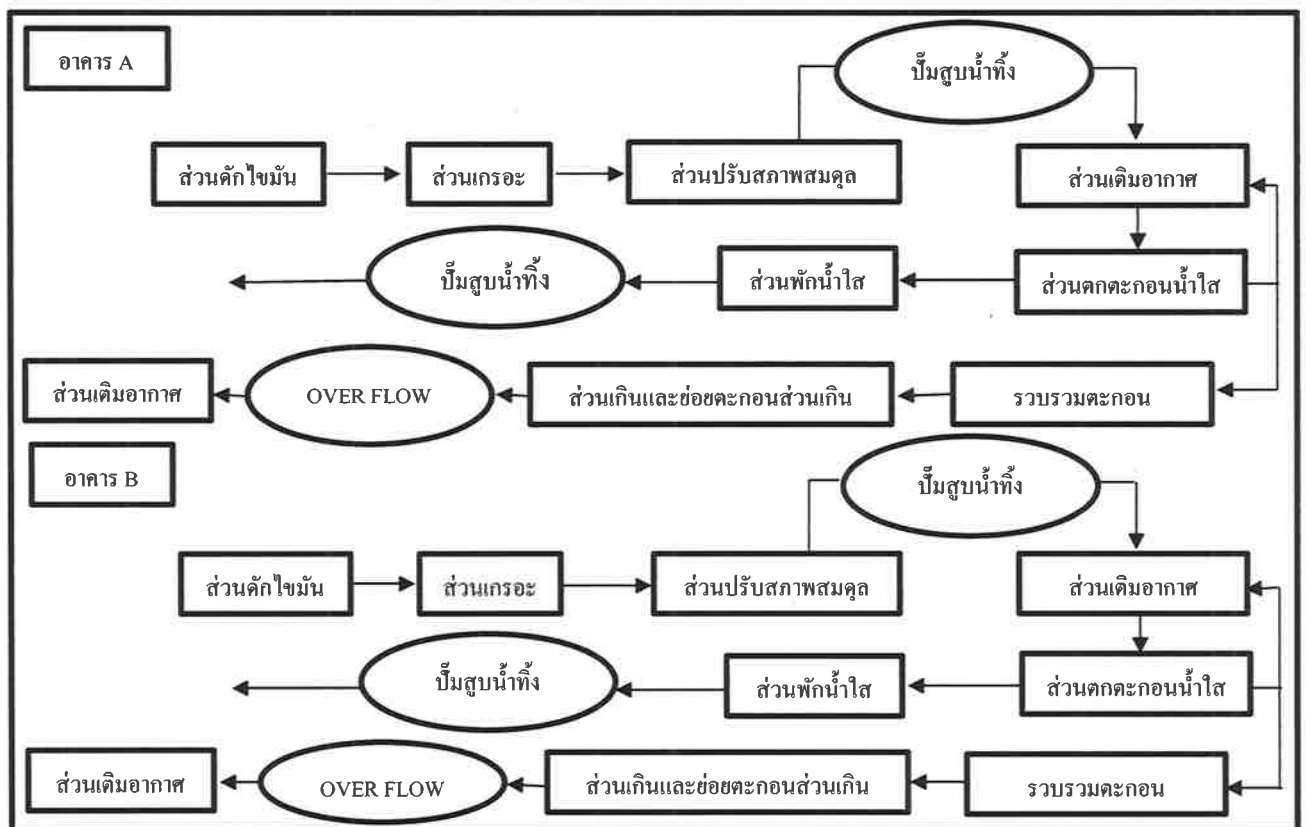 อาคาร A
ปั๊มสูบน้ำทิ้ง
ส่วนดักไขมัน
ส่วนเกรอะ
ส่วนปรับสภาพสมดุล
ส่วนเติมอากาศ
ปั๊มสูบน้ำทิ้ง
ส่วนพักน้ำใส
ส่วนตกตะกอนน้ำใส
ส่วนเติมอากาศ
OVER FLOW
ส่วนเกินและย่อยตะกอนส่วนเกิน
รวบรวมตะกอน
อาคาร B
ปั๊มสูบน้ำทิ้ง
ส่วนดักไขมัน
ส่วนเกรอะ
ส่วนปรับสภาพสมดุล
ส่วนเติมอากาศ
ปั๊มสูบน้ำทิ้ง
ส่วนพักน้ำใส
ส่วนตกตะกอนน้ำใส
ส่วนเติมอากาศ
OVER FLOW
ส่วนเกินและย่อยตะกอนส่วนเกิน
รวบรวมตะกอน